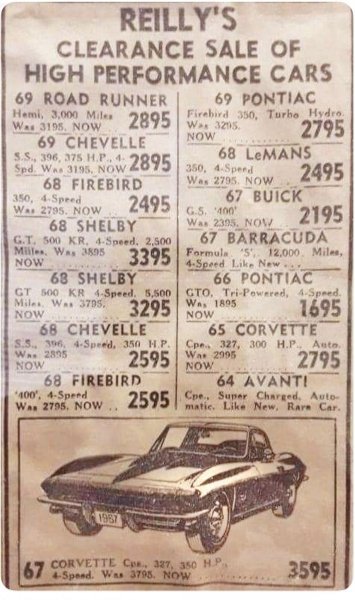 REILLY'S
CLEARANCE SALE OF
HIGH PERFORMANCE CARS
69 ROAD RUNNER
Hemi, 3,000 Miles
Was 3195. NOW 2895
69 CHEVELLE
S.S., 396, 375 H.P., 4-
Spd. Was 3195. NOW 2895
68 FIREBIRD
350, 4-Speed
Was 2795. NOW .. 2495
68 SHELBY
G.T. 500 KR, 4-Speed, 2,500
Miles, Was 3895
NOW .......... 3395
68 SHELBY
GT 500 KR 4-Speed, 5,500
Miles. Was 3795.
NOW .......... 3295
68 CHEVELLE
S.S., 396, 4-Speed, 350 H.P.
Was 2895
NOW .......... 2595
68 FIREBIRD
'400', 4-Speed
Was 2795. NOW .. 2595
69 PONTIAC
Firebird 350, Turbo Hydro.
Was 3295.
NOW .......... 2795
68 LeMANS
350, 4-Speed
Was 2795. NOW .. 2495
67 BUICK
G.S. '400'
Was 2395. NOW .. 2195
67 BARRACUDA
Formula 'S', 12,000 Miles,
4-Speed Like New ...
66 PONTIAC
GTO, Tri-Powered, 4-Speed.
Was 1895
NOW .......... 1695
65 CORVETTE
Cpe., 327, 300 H.P., Auto.
Was 2995
NOW .......... 2795
64 AVANTI
Cpe., Super Charged, Auto-
matic. Like New, Rare Car.
1967
67 CORVETTE Cpe., 327, 350 H.P.,
4-Speed. Was 3795. NOW .......... 3595